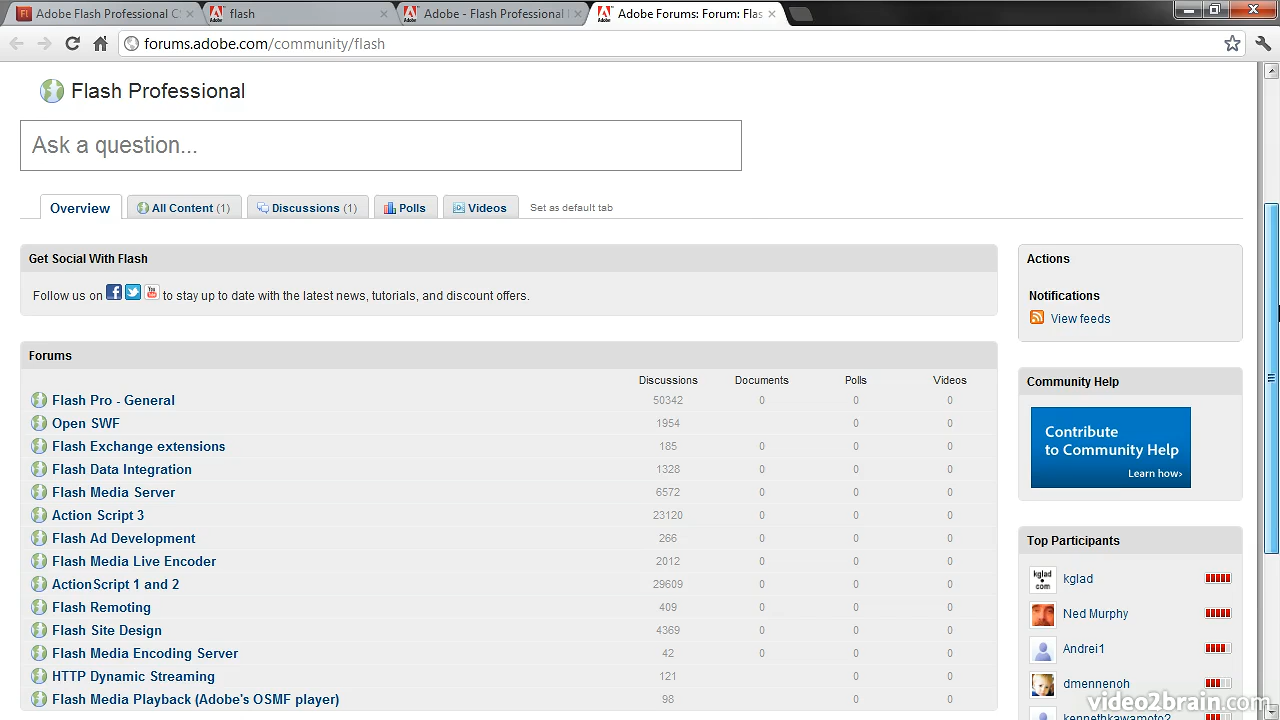 Adobe Flash Professional C
flash
Adobe - Flash Professional
Adobe Forums: Forum: Flas
forums.adobe.com/community/flash
Flash Professional
Ask a question...
Overview All Content (1) Discussions (1) Polls Videos Set as default tab
Get Social With Flash
Follow us on to stay up to date with the latest news, tutorials, and discount offers.
Forums
Discussions Documents Polls Videos
Flash Pro - General 50342 0 0 0
Open SWF 1954 0 0
Flash Exchange extensions 185 0 0 0
Flash Data Integration 1328 0 0 0
Flash Media Server 6572 0 0 0
Action Script 3 23120 0 0 0
Flash Ad Development 266 0 0 0
Flash Media Live Encoder 2012 0 0 0
ActionScript 1 and 2 29609 0 0 0
Flash Remoting 409 0 0 0
Flash Site Design 4369 0 0 0
Flash Media Encoding Server 42 0 0 0
HTTP Dynamic Streaming 121 0 0
Flash Media Playback (Adobe's OSMF player) 98 0 0
Actions
Notifications
View feeds
Community Help
Contribute
to Community Help
Learn how›
Top Participants
kglad
.com
kglad
Ned Murphy
Andrei1
dmennenoh
kennethkawamoto2
video2brain.com